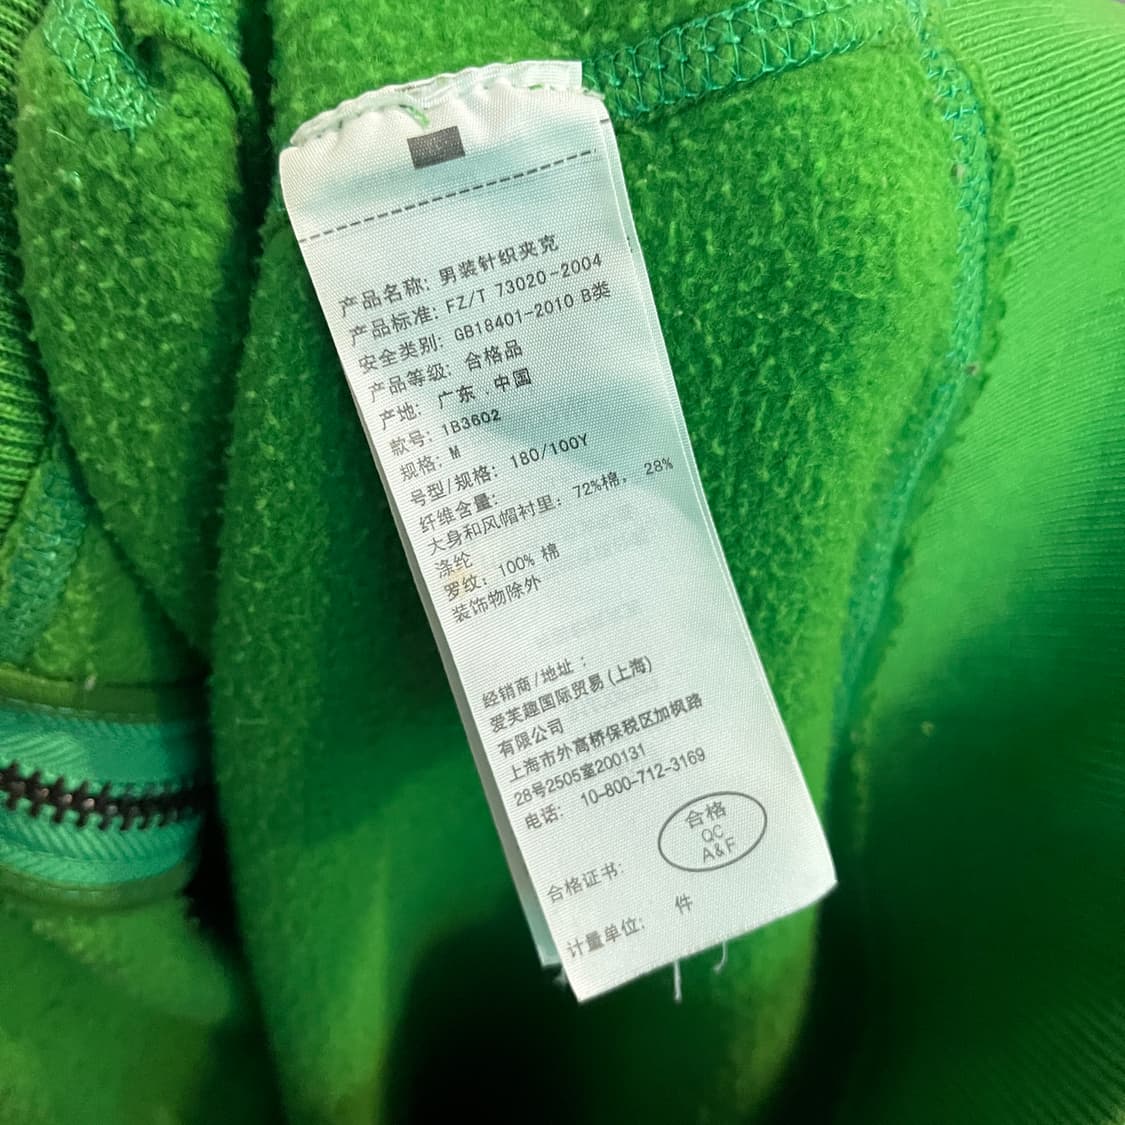 产品名称: 男装针织夹克
产品标准: FZ/T 73020-2004
安全类别: GB18401-2010 B类
产品等级: 合格品
产地: 广东 , 中国
款号: 1B3602
规格: M
号型/规格: 180/100Y
纤维含量:
大身和风帽衬里: 72%棉, 28%
涤纶
罗纹: 100% 棉
装饰物除外
经销商/地址 :
爱芙趣国际贸易(上海)
有限公司
上海市外高桥保税区加枫路
28号2505室200131
电话: 10-800-712-3169
合格
QC
A&F
合格证书:
计量单位: 件